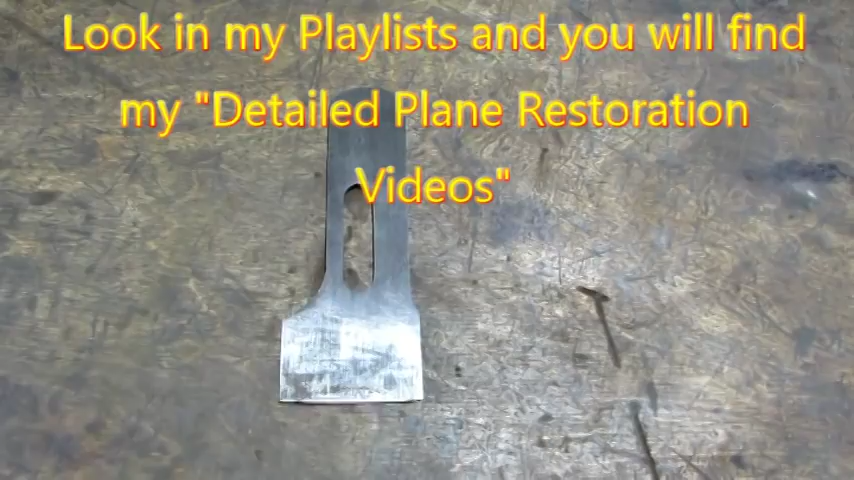 Look in my Playlists and you will find
my "Detailed Plane Restoration
Videos"